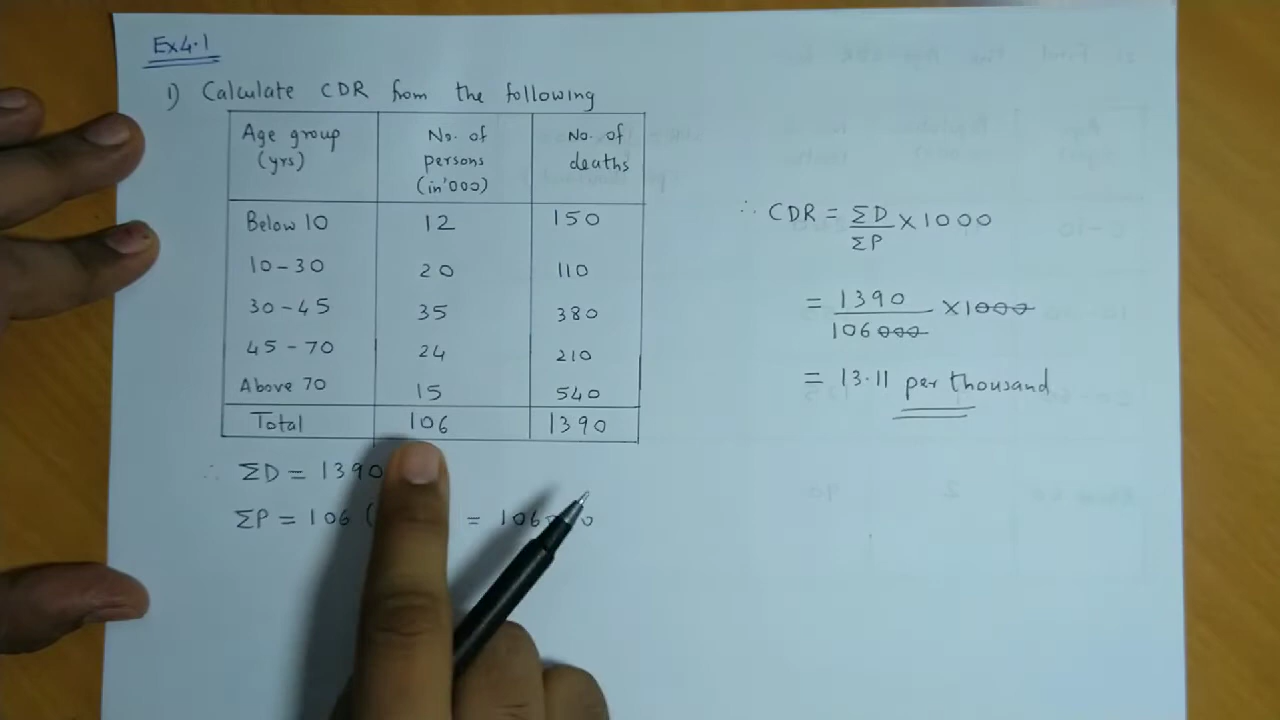 Ex4.1
1) Calculate CDR from the following
Age group (yrs) No. of persons (in'000) No. of deaths
Below 10 12 150
10-30 20 110
30-45 35 380
45-70 24 210
Above 70 15 540
Total 106 1390
∴ ΣD = 1390
ΣP = 106 ( = 106
∴ CDR = ΣD/ΣP × 1000
= 1390/106000 × 1000
= 13.11 per thousand